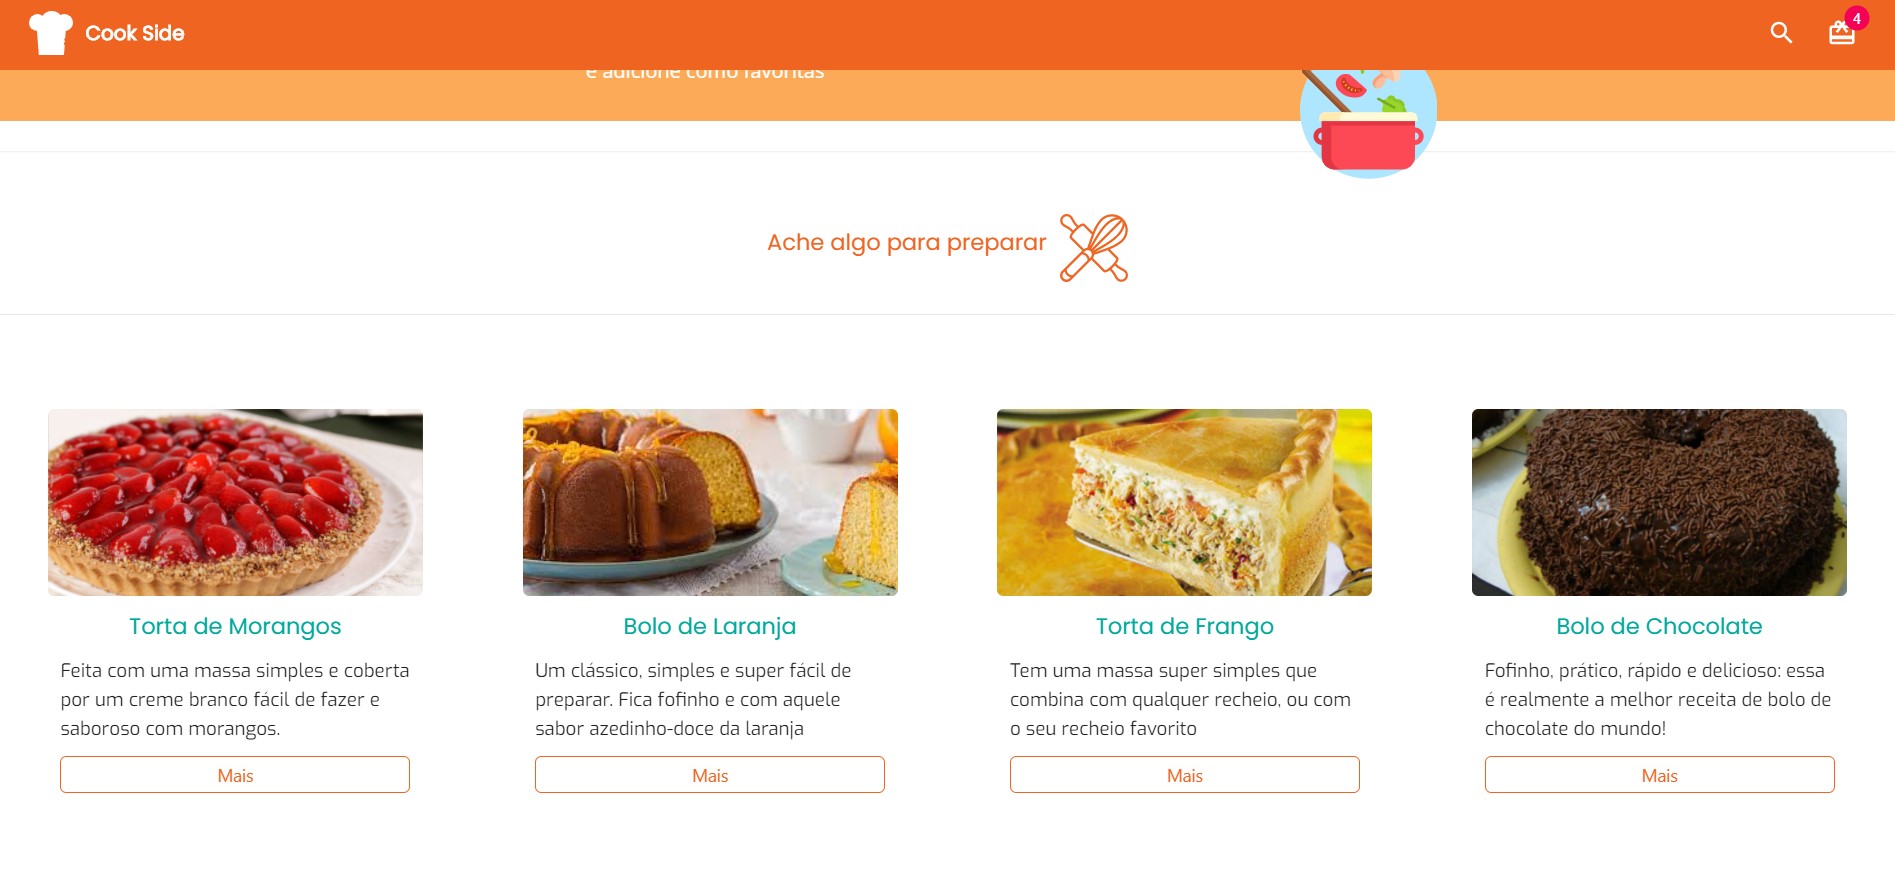 Cook Side
4
e adicione como favoritas
Ache algo para preparar
Torta de Morangos
Feita com uma massa simples e coberta
por um creme branco fácil de fazer e
saboroso com morangos.
Mais
Bolo de Laranja
Um clássico, simples e super fácil de
preparar. Fica fofinho e com aquele
sabor azedinho-doce da laranja
Mais
Torta de Frango
Tem uma massa super simples que
combina com qualquer recheio, ou com
o seu recheio favorito
Mais
Bolo de Chocolate
Fofinho, prático, rápido e delicioso: essa
é realmente a melhor receita de bolo de
chocolate do mundo!
Mais